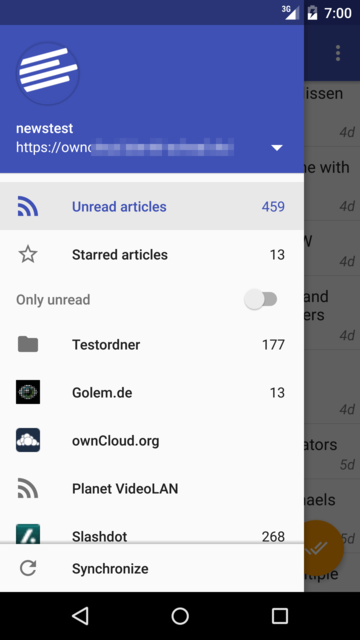 3G 7:00
newstest
https://ownc
Unread articles 459
Starred articles 13
Only unread
Testordner 177
Golem.de 13
ownCloud.org
Planet VideoLAN
Slashdot 268
Synchronize
issen
4d
ne with
4d
4d
and
ers
4d
4d
ators
5d
haels
5d